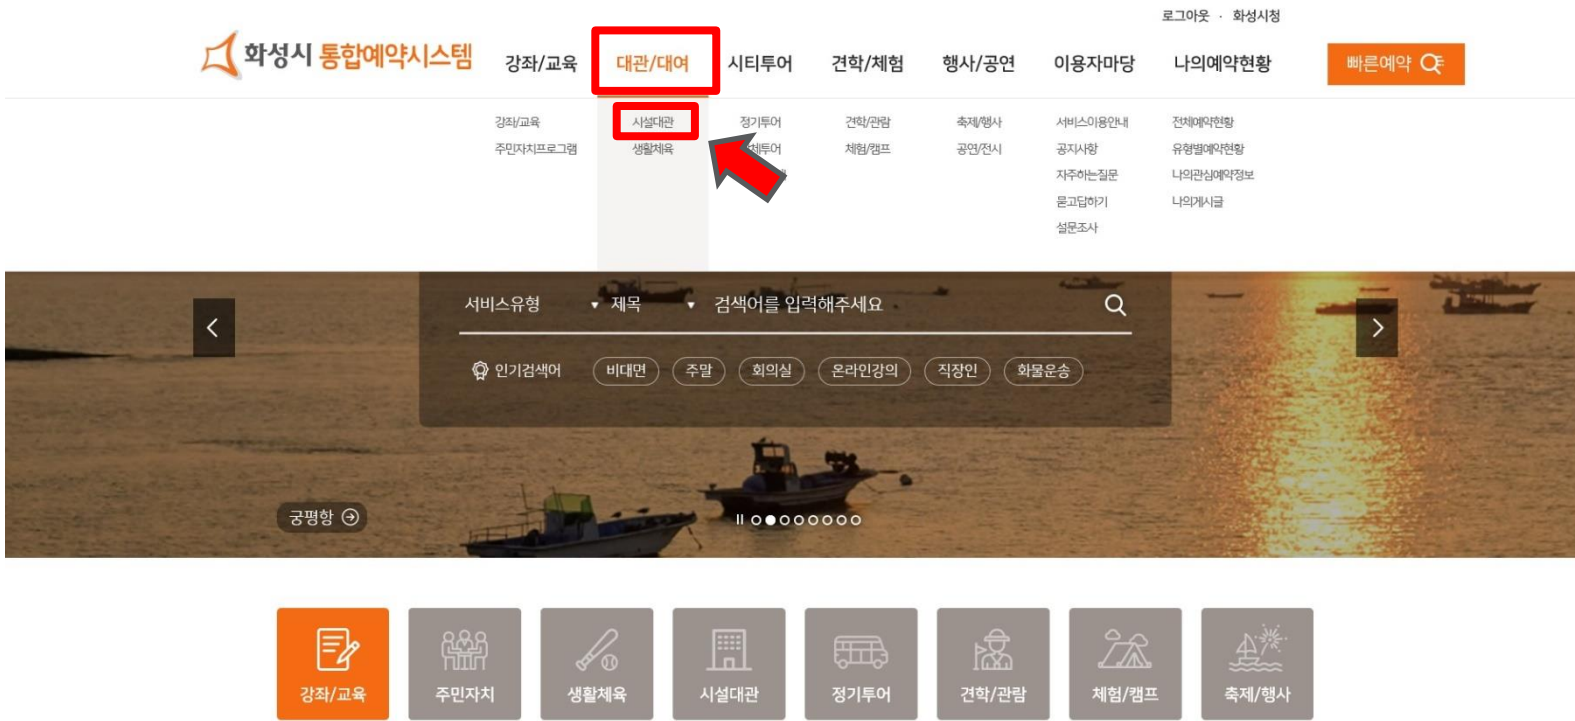 로그아웃 · 화성시청
화성시 통합예약시스템
강좌/교육 대관/대여 시티투어 견학/체험 행사/공연 이용자마당 나의예약현황 빠른예약
강좌/교육 시설대관 정기투어 견학/관람 축제/행사 서비스이용안내 전체예약현황
주민자치프로그램 생활체육 체투어 체험/캠프 공연/전시 공지사항 유형별예약현황
자주하는질문 나의관심예약정보
묻고답하기 나의게시글
설문조사
서비스유형 제목 검색어를 입력해주세요
인기검색어 비대면 주말 회의실 온라인강의 직장인 화물운송
궁평항
강좌/교육 주민자치 생활체육 시설대관 정기투어 견학/관람 체험/캠프 축제/행사